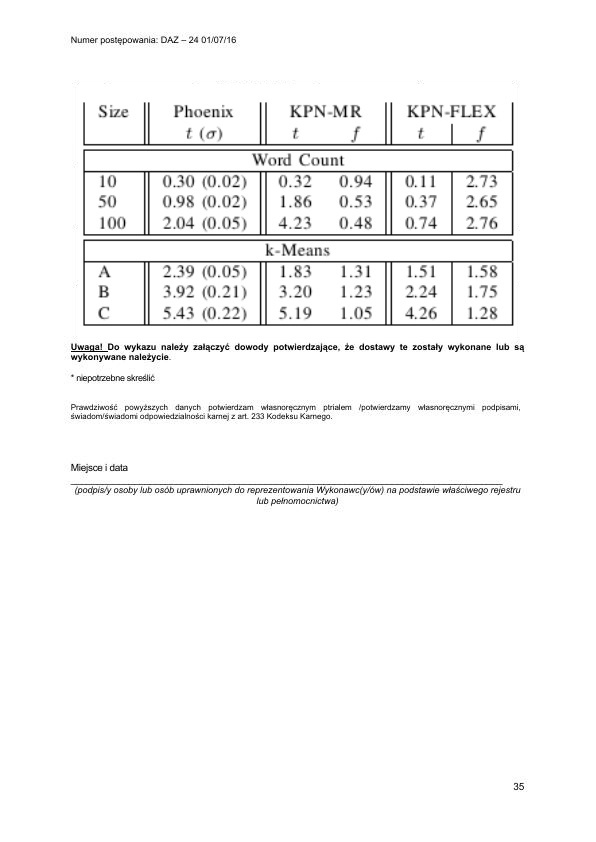 Numer postępowania: DAZ – 24 01/07/16
Size Phoenix KPN-MR KPN-FLEX
t (σ) t f t f
Word Count
10 0.30 (0.02) 0.32 0.94 0.11 2.73
50 0.98 (0.02) 1.86 0.53 0.37 2.65
100 2.04 (0.05) 4.23 0.48 0.74 2.76
k-Means
A 2.39 (0.05) 1.83 1.31 1.51 1.58
B 3.92 (0.21) 3.20 1.23 2.24 1.75
C 5.43 (0.22) 5.19 1.05 4.26 1.28
Uwaga! Do wykazu należy załączyć dowody potwierdzające, że dostawy te zostały wykonane lub są
wykonywane należycie.
* niepotrzebne skreślić
Prawdziwość powyższych danych potwierdzam własnoręcznym ptrialem /potwierdzamy własnoręcznymi podpisami,
świadom/świadomi odpowiedzialności karnej z art. 233 Kodeksu Karnego.
Miejsce i data
(podpis/y osoby lub osób uprawnionych do reprezentowania Wykonawc(y/ów) na podstawie właściwego rejestru
lub pełnomocnictwa)
35